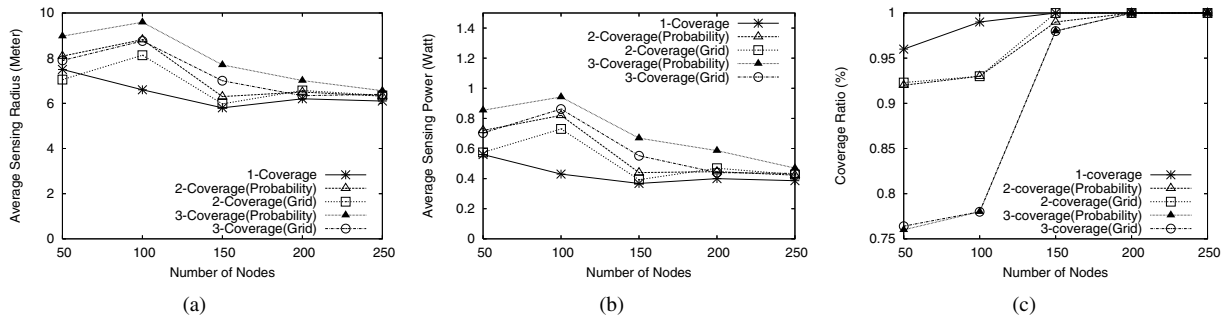 10
8
6
4
2
0
50
100
150
200
250
Average Sensing Radius (Meter)
Number of Nodes
1-Coverage
2-Coverage(Probability)
2-Coverage(Grid)
3-Coverage(Probability)
3-Coverage(Grid)
(a)
1.4
1.2
1
0.8
0.6
0.4
0.2
0
50
100
150
200
250
Average Sensing Power (Watt)
Number of Nodes
1-Coverage
2-Coverage(Probability)
2-Coverage(Grid)
3-Coverage(Probability)
3-Coverage(Grid)
(b)
1
0.95
0.9
0.85
0.8
0.75
50
100
150
200
250
Coverage Ratio (%)
Number of Nodes
1-coverage
2-coverage(Probability)
2-coverage(Grid)
3-coverage(Probability)
3-coverage(Grid)
(c)